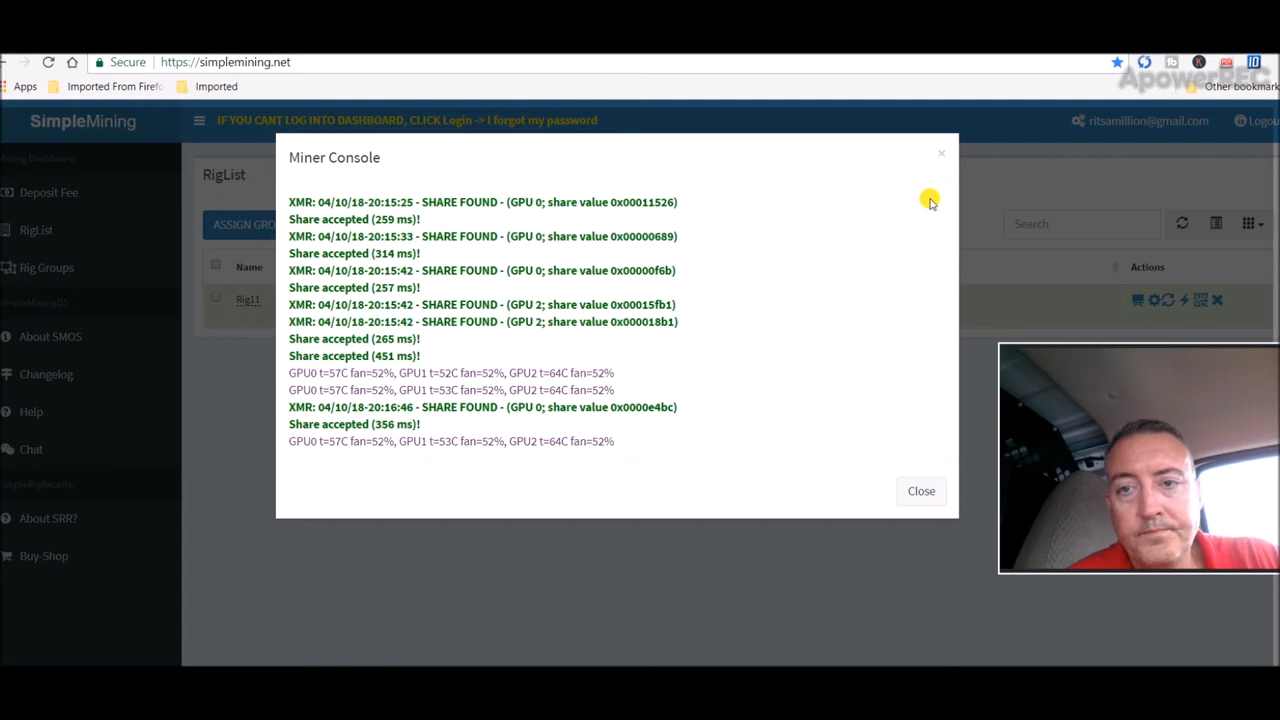 Secure https://simplemining.net
ApowerREC
Apps Imported From Firefo Imported Other bookmark
SimpleMining IF YOU CANT LOG INTO DASHBOARD, CLICK Login -> I forgot my password ritsamillion@gmail.com Logou
Mining Dashboard
Deposit Fee
RigList
Rig Groups
SimpleMiningOS
About SMOS
Changelog
Help
Chat
SimpleRigResetter
About SRR?
Buy-Shop
RigList
ASSIGN GRO
Search
Name Actions
Rig11
Miner Console
×
XMR: 04/10/18-20:15:25 - SHARE FOUND - (GPU 0; share value 0x00011526)
Share accepted (259 ms)!
XMR: 04/10/18-20:15:33 - SHARE FOUND - (GPU 0; share value 0x00000689)
Share accepted (314 ms)!
XMR: 04/10/18-20:15:42 - SHARE FOUND - (GPU 0; share value 0x00000f6b)
Share accepted (257 ms)!
XMR: 04/10/18-20:15:42 - SHARE FOUND - (GPU 2; share value 0x00015fb1)
XMR: 04/10/18-20:15:42 - SHARE FOUND - (GPU 2; share value 0x000018b1)
Share accepted (265 ms)!
Share accepted (451 ms)!
GPU0 t=57C fan=52%, GPU1 t=52C fan=52%, GPU2 t=64C fan=52%
GPU0 t=57C fan=52%, GPU1 t=53C fan=52%, GPU2 t=64C fan=52%
XMR: 04/10/18-20:16:46 - SHARE FOUND - (GPU 0; share value 0x0000e4bc)
Share accepted (356 ms)!
GPU0 t=57C fan=52%, GPU1 t=53C fan=52%, GPU2 t=64C fan=52%
Close